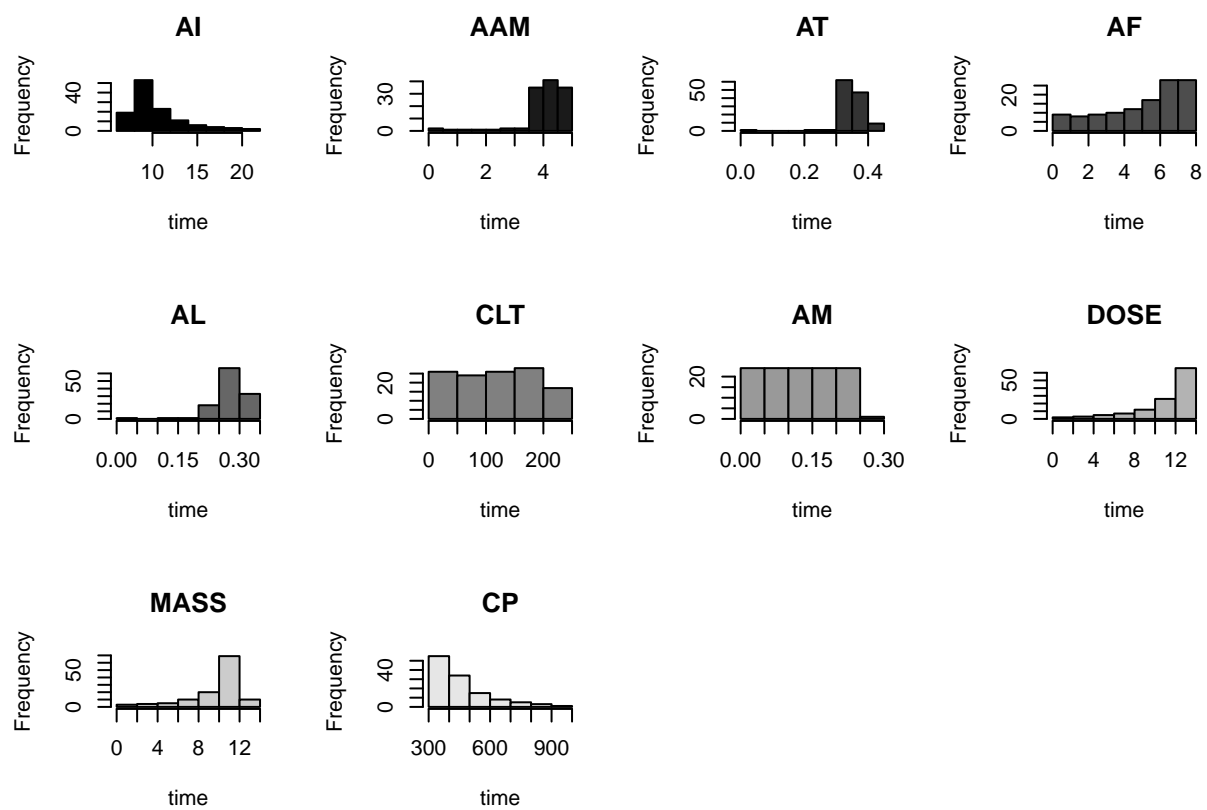 AI AAM AT AF
Frequency Frequency Frequency Frequency
40 30 50 20
0 0 0 0
10 15 20 0 2 4 0.0 0.2 0.4 0 2 4 6 8
time time time time
AL CLT AM DOSE
Frequency Frequency Frequency Frequency
50 20 20 50
0 0 0 0
0.00 0.15 0.30 0 100 200 0.00 0.15 0.30 0 4 8 12
time time time time
MASS CP
Frequency Frequency
50 40
0 0
0 4 8 12 300 600 900
time time